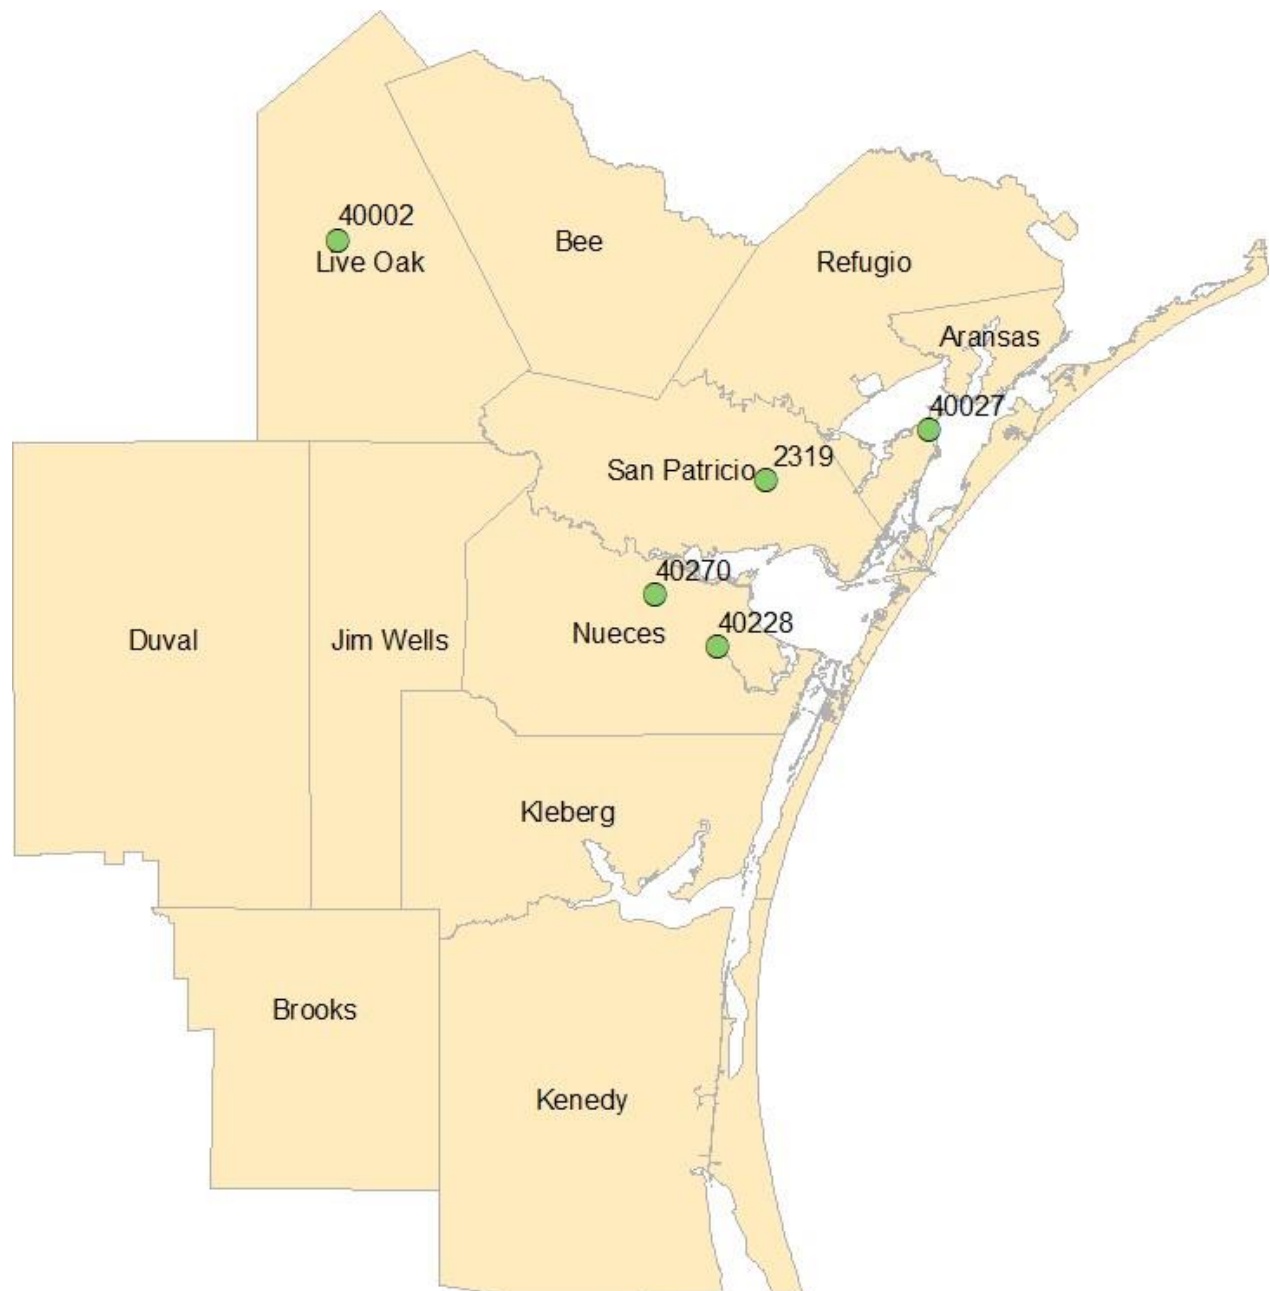 40002
Live Oak
Bee
Refugio
Aransas
40027
2319
San Patricio
40270
40228
Nueces
Duval
Jim Wells
Kleberg
Brooks
Kenedy